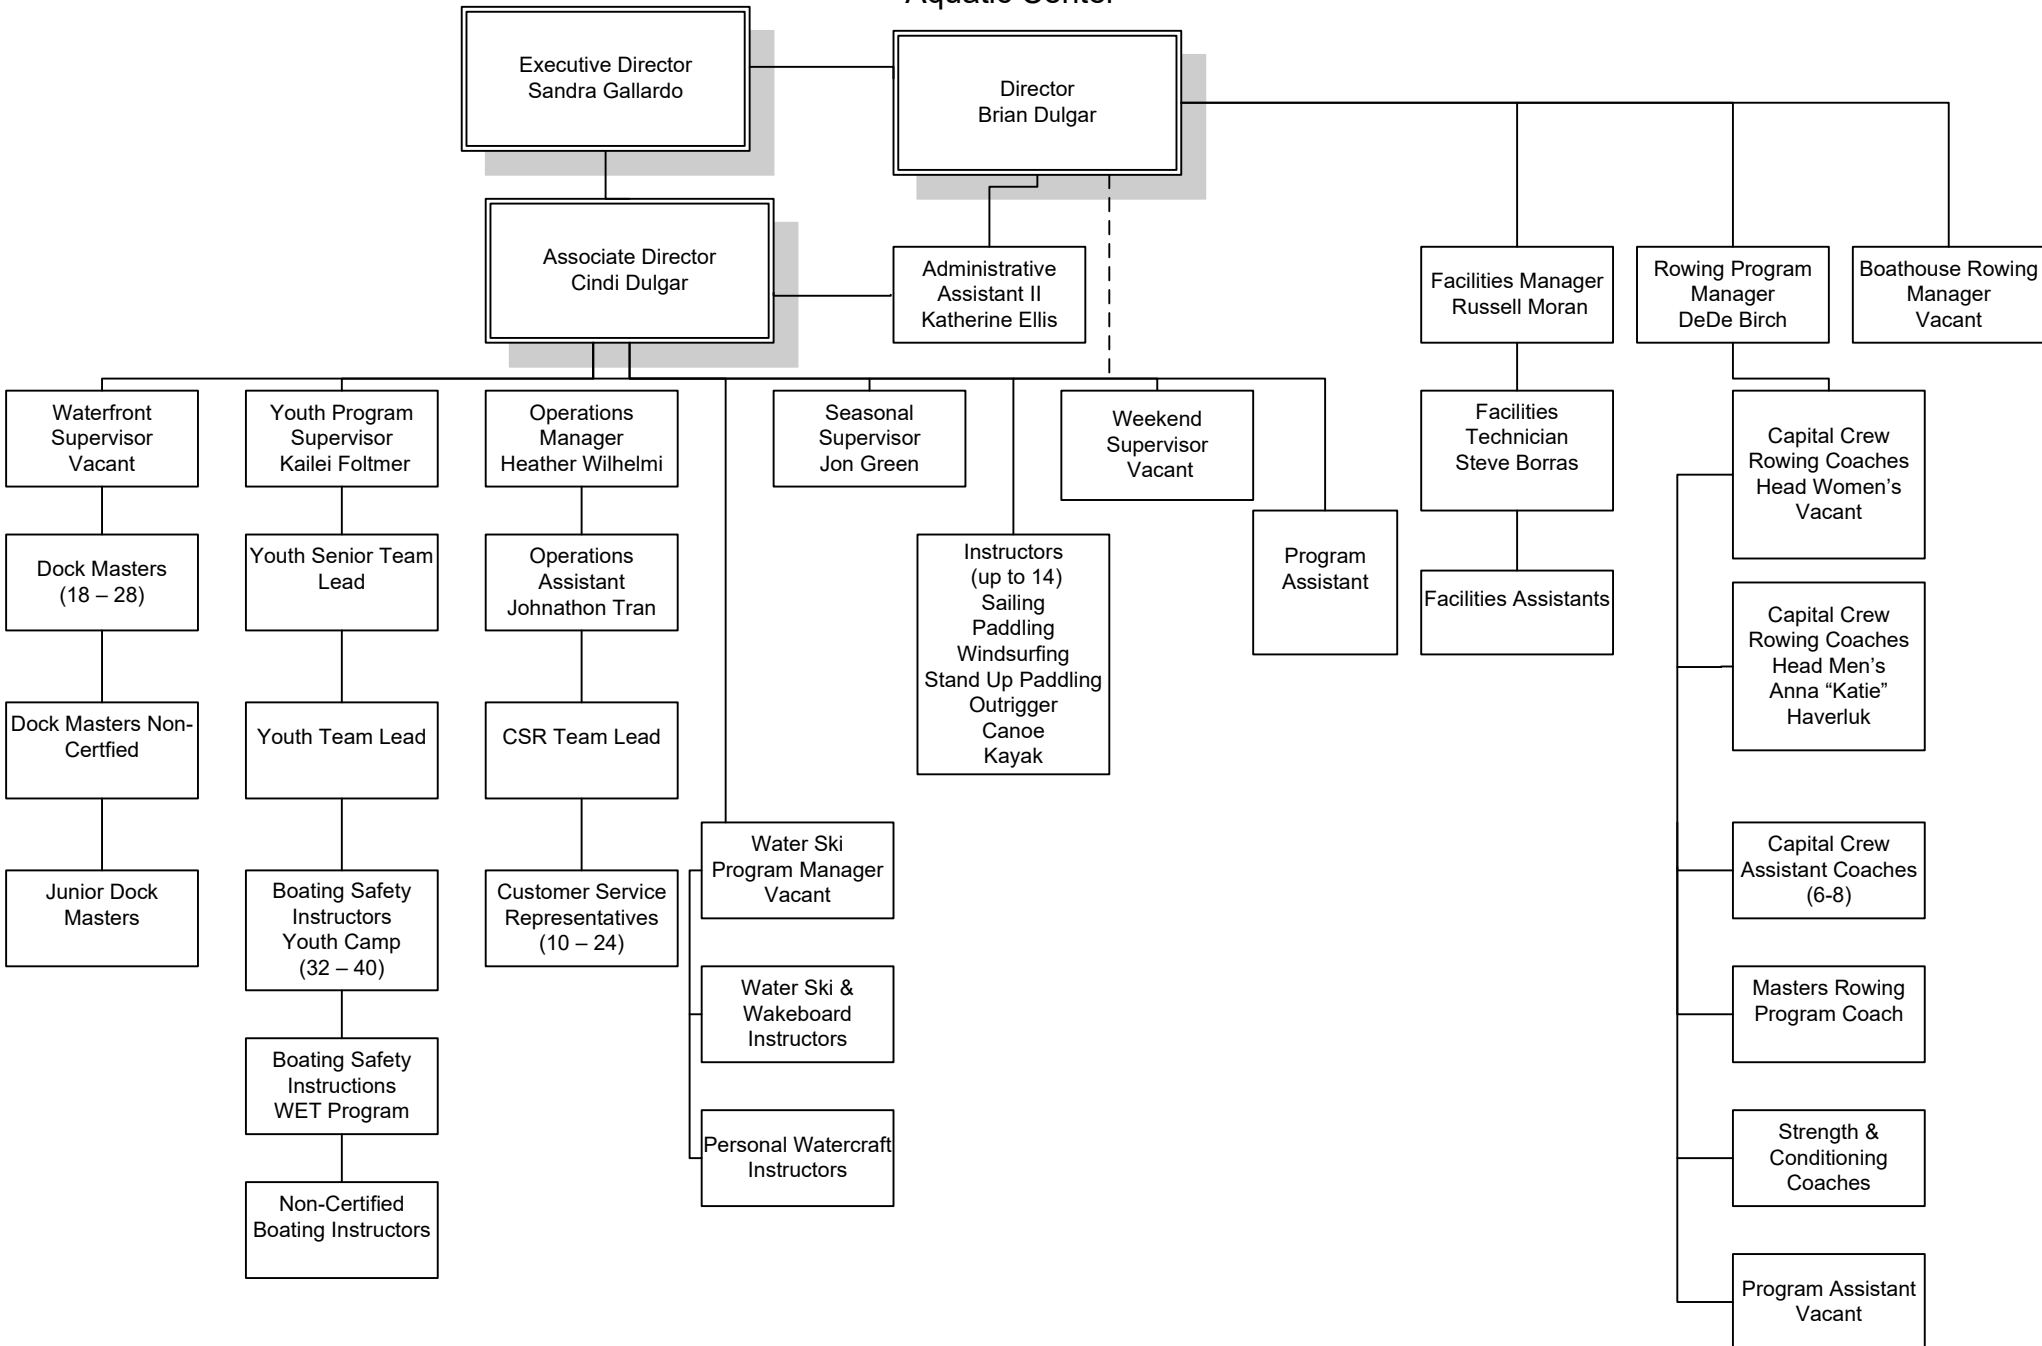 Aquatic Center
Executive Director
Sandra Gallardo
Director
Brian Dulgar
Associate Director
Cindi Dulgar
Administrative
Assistant II
Katherine Ellis
Facilities Manager
Russell Moran
Rowing Program
Manager
DeDe Birch
Boathouse Rowing
Manager
Vacant
Waterfront
Supervisor
Vacant
Youth Program
Supervisor
Kailei Foltmer
Operations
Manager
Heather Wilhelmi
Seasonal
Supervisor
Jon Green
Weekend
Supervisor
Vacant
Facilities
Technician
Steve Borras
Capital Crew
Rowing Coaches
Head Women’s
Vacant
Dock Masters
(18 – 28)
Youth Senior Team
Lead
Operations
Assistant
Johnathon Tran
Instructors
(up to 14)
Sailing
Paddling
Windsurfing
Stand Up Paddling
Outrigger
Canoe
Kayak
Program
Assistant
Facilities Assistants
Capital Crew
Rowing Coaches
Head Men’s
Anna “Katie”
Haverluk
Dock Masters Non-
Certfied
Youth Team Lead
CSR Team Lead
Water Ski
Program Manager
Vacant
Capital Crew
Assistant Coaches
(6-8)
Junior Dock
Masters
Boating Safety
Instructors
Youth Camp
(32 – 40)
Customer Service
Representatives
(10 – 24)
Water Ski &
Wakeboard
Instructors
Masters Rowing
Program Coach
Boating Safety
Instructions
WET Program
Personal Watercraft
Instructors
Strength &
Conditioning
Coaches
Non-Certified
Boating Instructors
Program Assistant
Vacant